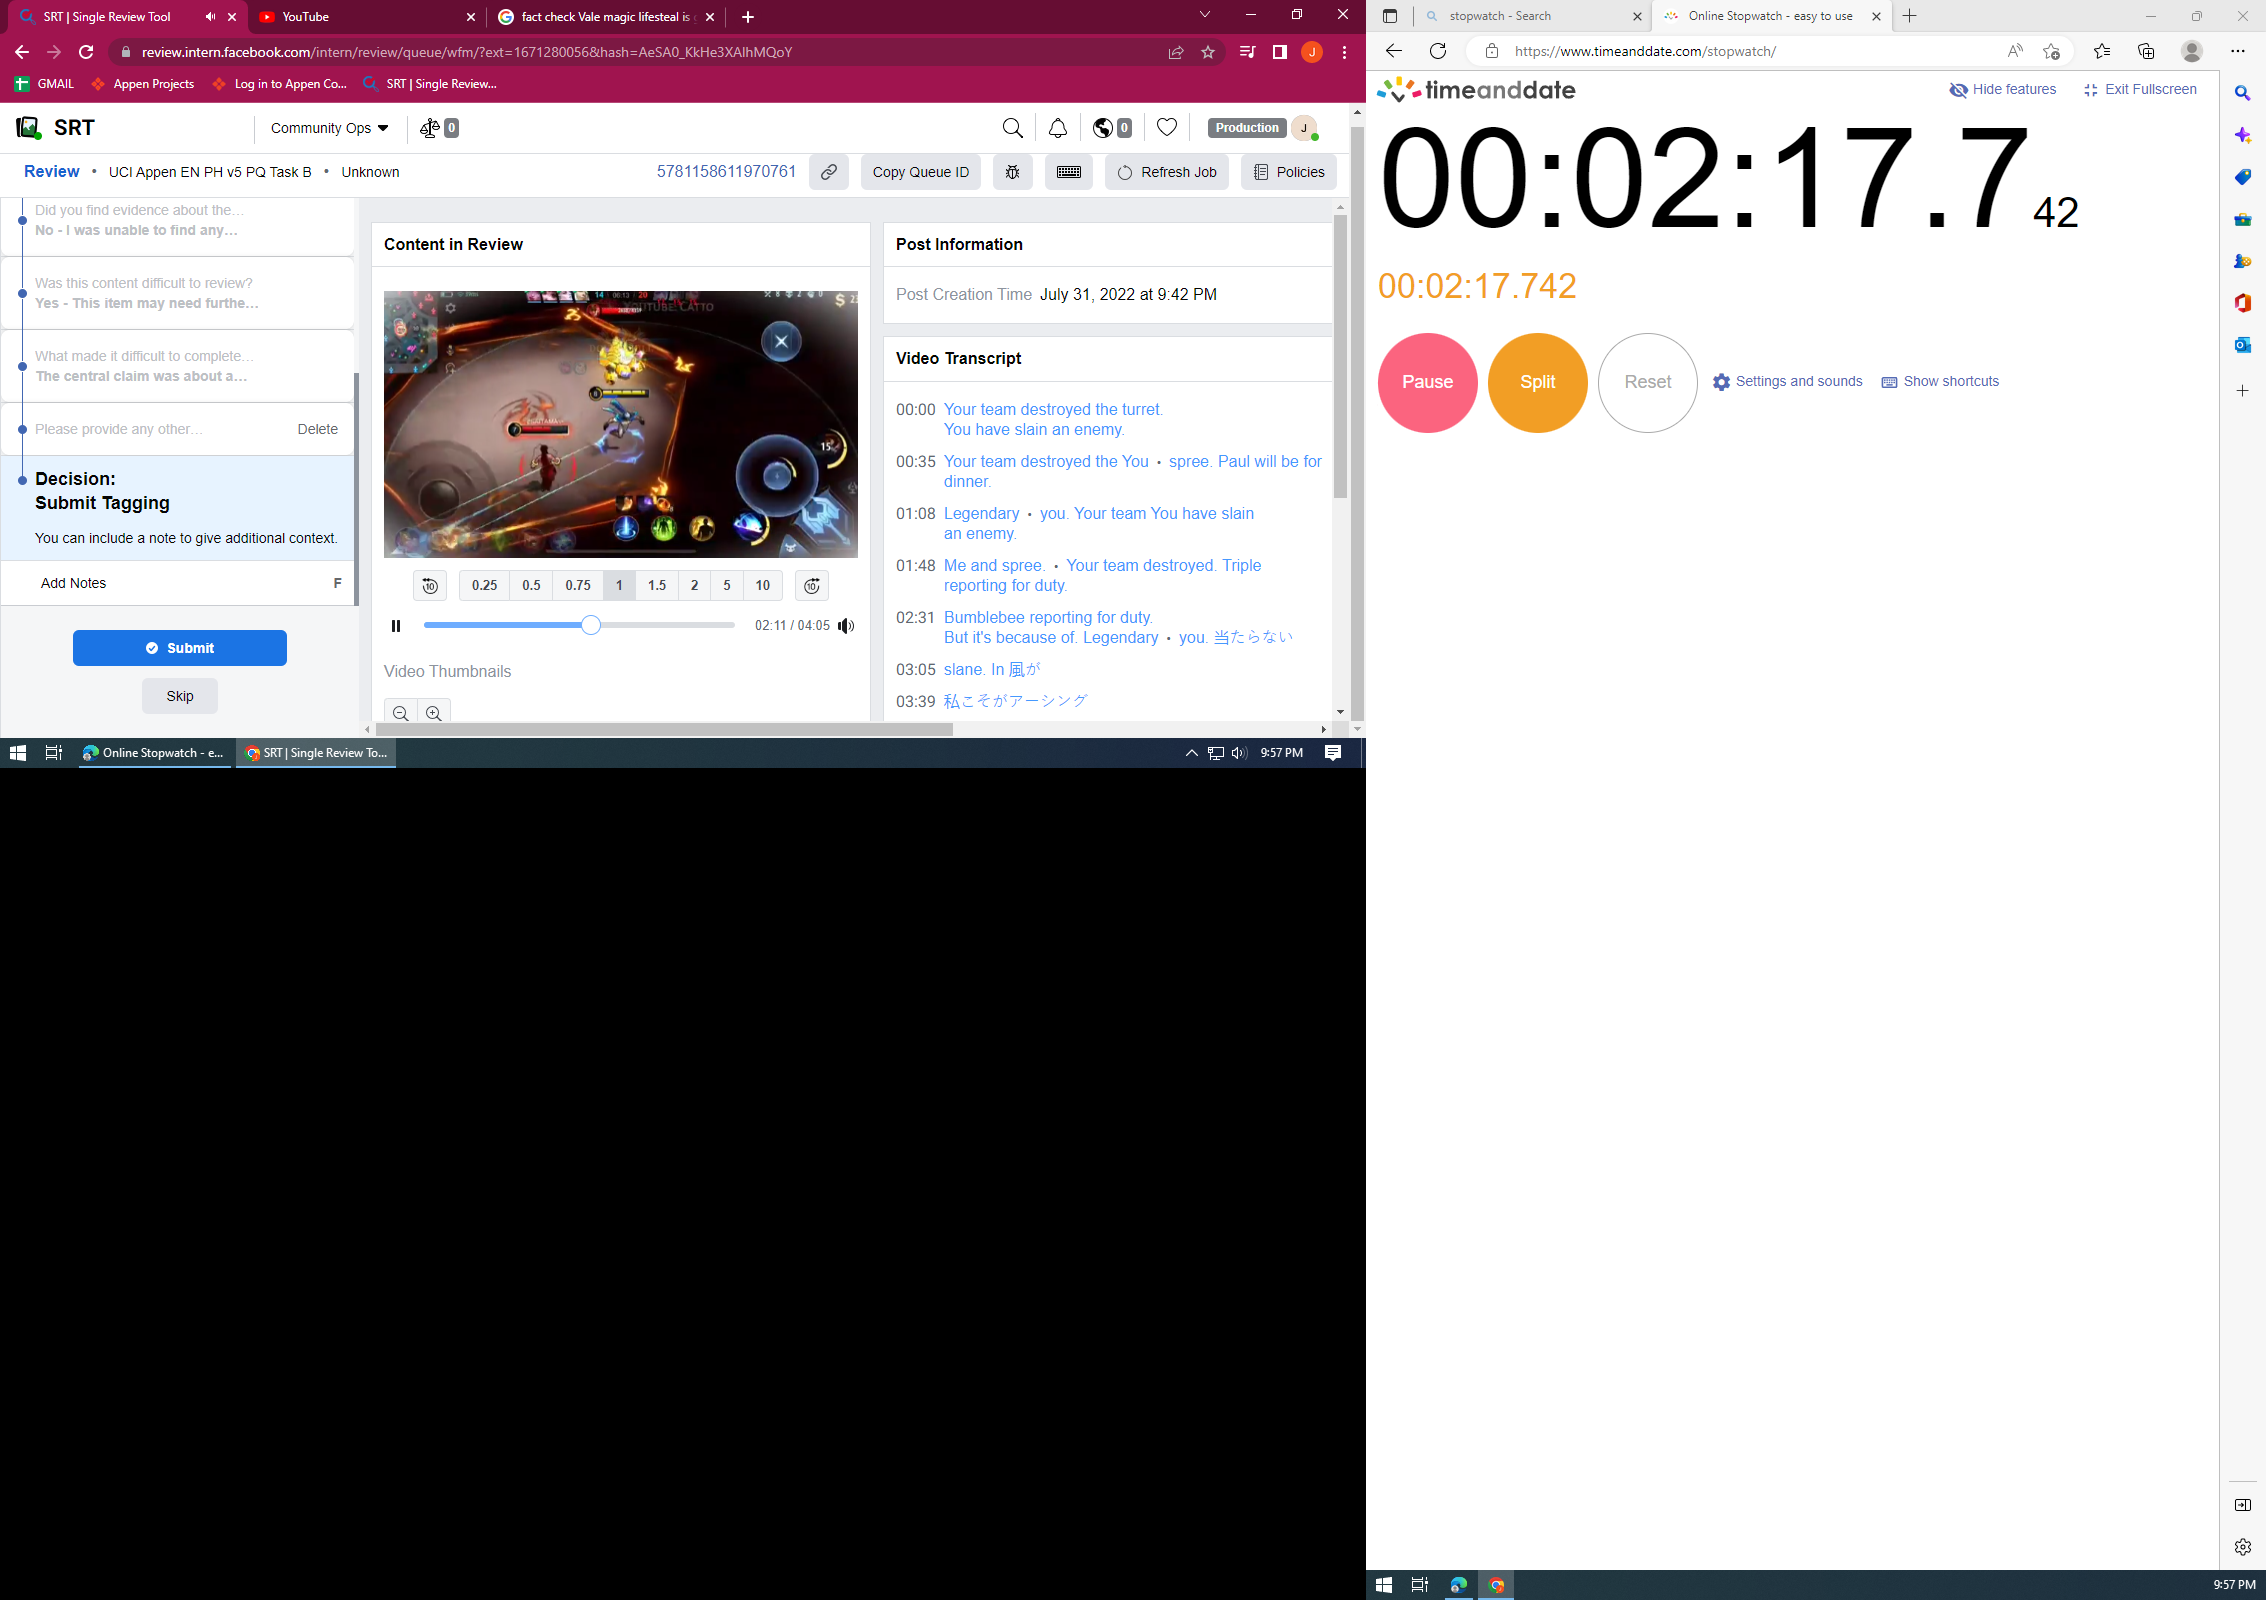 SRT | Single Review Tool
YouTube
fact check Vale magic lifesteal is
review.intern.facebook.com/intern/review/queue/wfm/?ext=1671280056&hash=AeSA0_KkHe3XAIhMQoY
J
GMAIL
Appen Projects
Log in to Appen Co...
SRT | Single Review...
SRT
Community Ops
0
0
Production
J
Review • UCI Appen EN PH v5 PQ Task B • Unknown
5781158611970761
Copy Queue ID
Refresh Job
Policies
Did you find evidence about the...
No - I was unable to find any...
Was this content difficult to review?
Yes - This item may need furthe...
What made it difficult to complete...
The central claim was about a...
Please provide any other...
Delete
Decision:
Submit Tagging
You can include a note to give additional context.
Add Notes
F
Submit
Skip
Content in Review
14 06:13 20
YOUTUBE: CATTO
15
10
0.25 0.5 0.75 1 1.5 2 5 10
10
02:11 / 04:05
Video Thumbnails
Post Information
Post Creation Time July 31, 2022 at 9:42 PM
Video Transcript
00:00 Your team destroyed the turret.
You have slain an enemy.
00:35 Your team destroyed the You • spree. Paul will be for
dinner.
01:08 Legendary • you. Your team You have slain
an enemy.
01:48 Me and spree. • Your team destroyed. Triple
reporting for duty.
02:31 Bumblebee reporting for duty.
But it's because of. Legendary • you. 当たらない
03:05 slane. In 風が
03:39 私こそがアーシング
Online Stopwatch - e...
SRT | Single Review To...
9:57 PM
stopwatch - Search
Online Stopwatch - easy to use
https://www.timeanddate.com/stopwatch/
timeanddate
Hide features
Exit Fullscreen
00:02:17.742
00:02:17.742
Pause
Split
Reset
Settings and sounds
Show shortcuts
9:57 PM